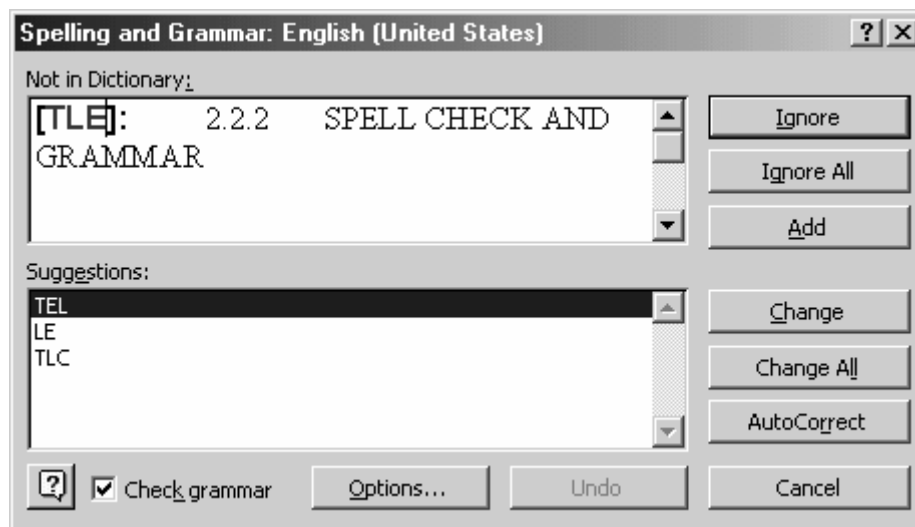 Spelling and Grammar: English (United States)
Not in Dictionary:
[TLE]: 2.2.2 SPELL CHECK AND
GRAMMAR
Ignore
Ignore All
Add
Suggestions:
TEL
LE
TLC
Change
Change All
AutoCorrect
Check grammar
Options...
Undo
Cancel